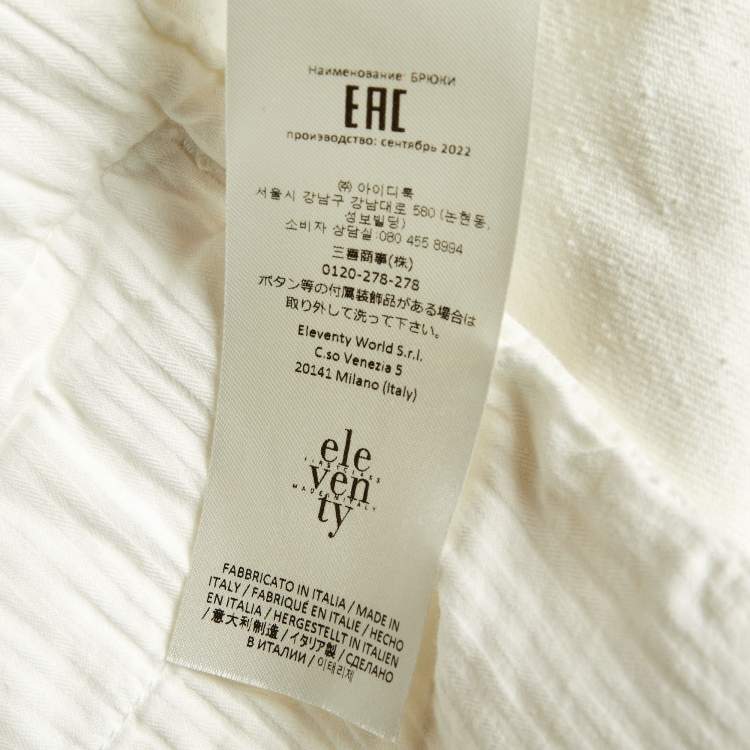 Наименование: БРЮКИ
EAC
производство: сентябрь 2022
㈜ 아이디룩
서울시 강남구 강남대로 580 (논현동,
성보빌딩)
소비자 상담실:080 455 8994
三喜商事(株)
0120-278-278
ボタン等の付属装飾品がある場合は
取り外して洗って下さい。
Eleventy World S.r.l.
C.so Venezia 5
20141 Milano (Italy)
ele
FIRSTCLASS
ven
MADEINITALY
ty
FABBRICATO IN ITALIA / MADE IN
ITALY / FABRIQUÉ EN ITALIE / HECHO
EN ITALIA / HERGESTELLT IN ITALIEN
/ 意大利制造 / イタリア製 / СДЕЛАНО
В ИТАЛИИ / 이태리제